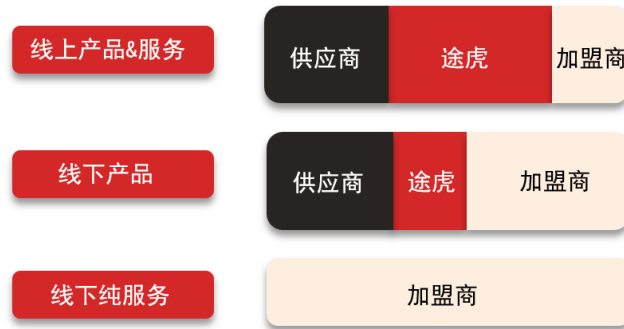 线上产品&服务
供应商
途虎
加盟商
线下产品
供应商
途虎
加盟商
线下纯服务
加盟商